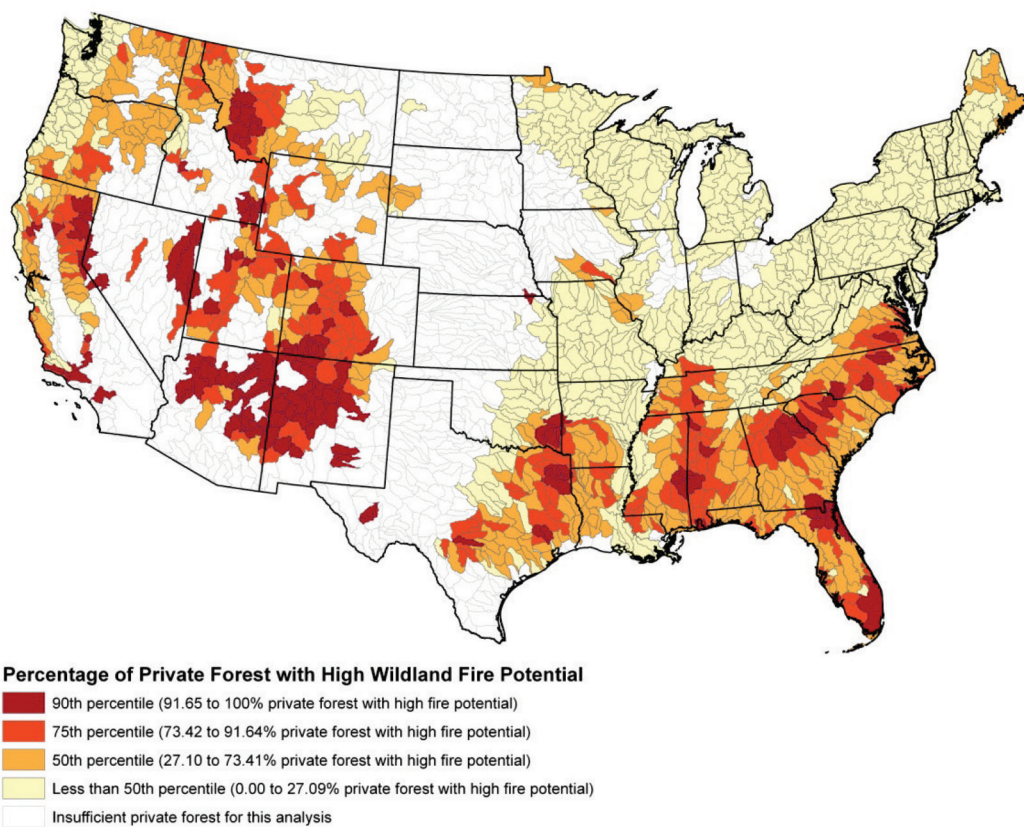 Percentage of Private Forest with High Wildland Fire Potential
90th percentile (91.65 to 100% private forest with high fire potential)
75th percentile (73.42 to 91.64% private forest with high fire potential)
50th percentile (27.10 to 73.41% private forest with high fire potential)
Less than 50th percentile (0.00 to 27.09% private forest with high fire potential)
Insufficient private forest for this analysis